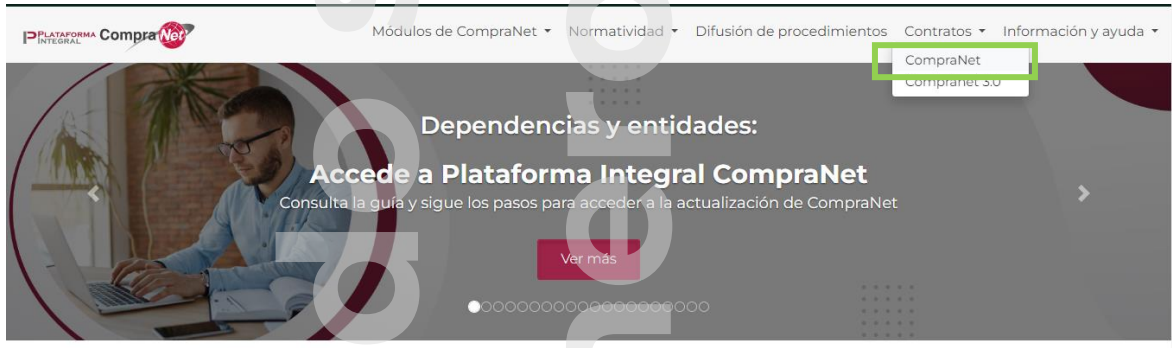 PLATAFORMA
INTEGRAL
CompraNet
Módulos de CompraNet
Normatividad
Difusión de procedimientos
Contratos
Información y ayuda
CompraNet
Compranet 3.0
Dependencias y entidades:
Accede a Plataforma Integral CompraNet
Consulta la guía y sigue los pasos para acceder a la actualización de CompraNet
Ver más